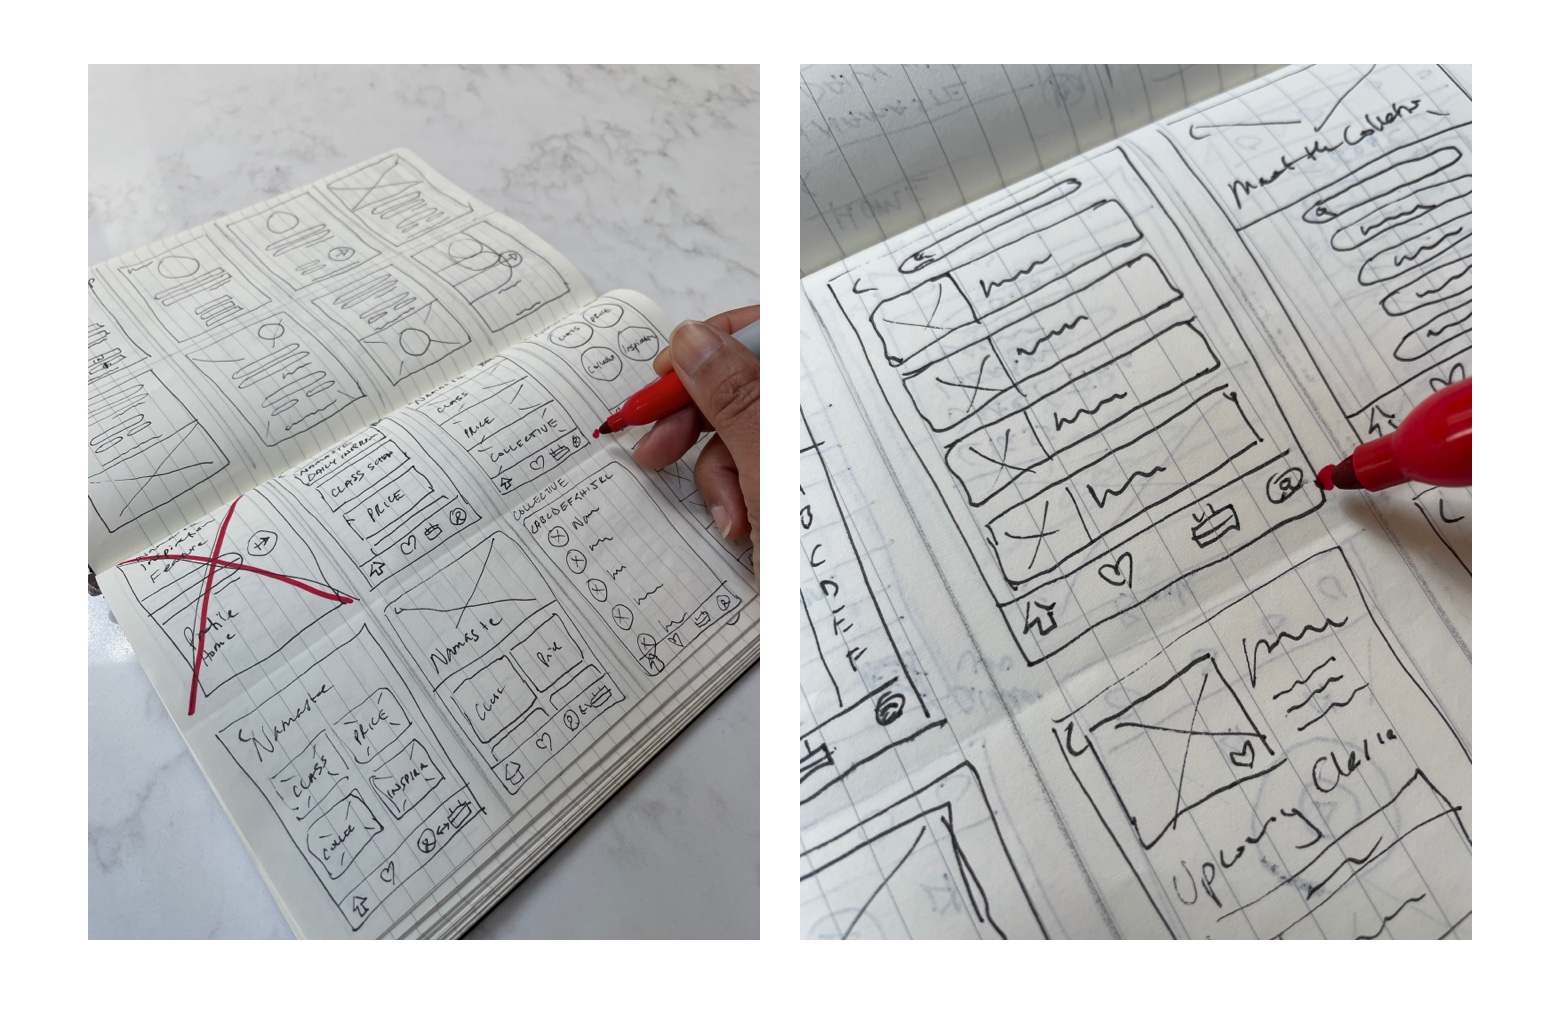 CLASS
PRICE
Collective
Inspiration
CLASS
PRICE
COLLECTIVE
NAMASTE
DAILY INSPIRA
CLASS SCHED
PRICE
Inspiration
Feature
Profile
Home
COLLECTIVE
ABCDEFGHIJKL
Nam
Namaste
Class
Price
Namaste
CLASS
PRICE
COLLEC
INSPIRA
Meet the Collective
C
D
E
F
Upcoming Classes